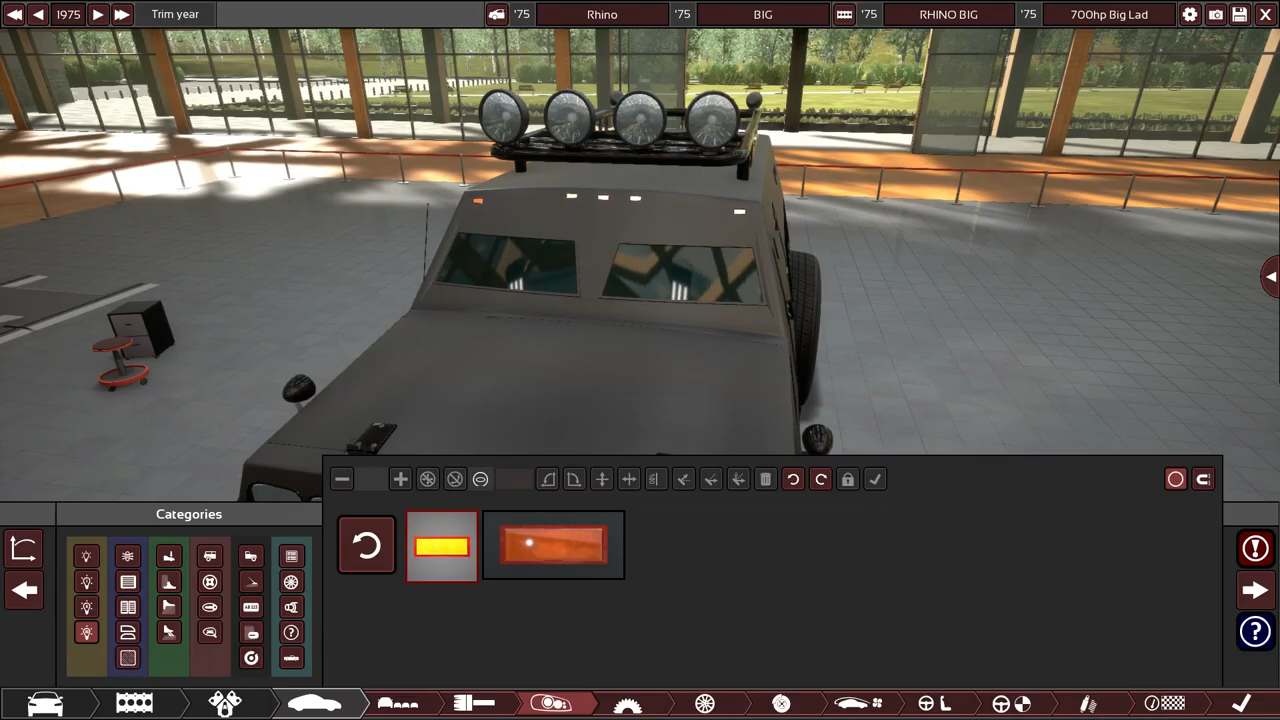 1975
Trim year
'75
Rhino
'75
BIG
'75
RHINO BIG
'75
700hp Big Lad
Categories